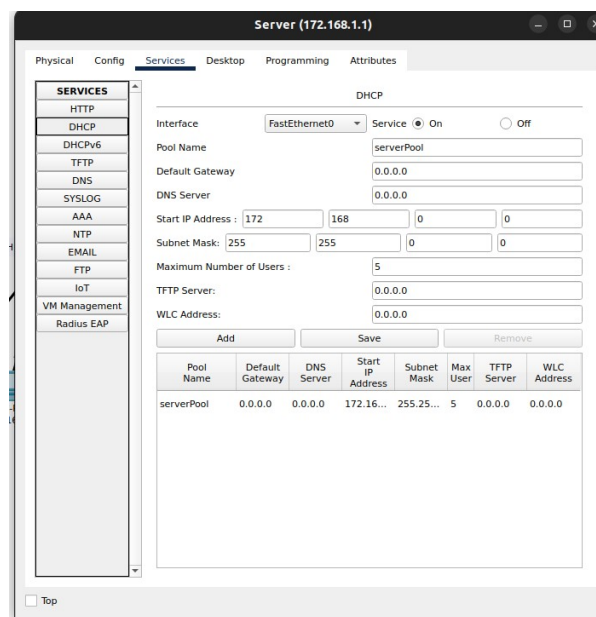 Server (172.168.1.1)
Physical Config Services Desktop Programming Attributes
SERVICES
HTTP
DHCP
DHCPv6
TFTP
DNS
SYSLOG
AAA
NTP
EMAIL
FTP
IoT
VM Management
Radius EAP
DHCP
Interface FastEthernet0 Service On Off
Pool Name serverPool
Default Gateway 0.0.0.0
DNS Server 0.0.0.0
Start IP Address : 172 168 0 0
Subnet Mask: 255 255 0 0
Maximum Number of Users : 5
TFTP Server: 0.0.0.0
WLC Address: 0.0.0.0
Add Save Remove
Pool Name Default Gateway DNS Server Start IP Address Subnet Mask Max User TFTP Server WLC Address
serverPool 0.0.0.0 0.0.0.0 172.16... 255.25... 5 0.0.0.0 0.0.0.0
Top